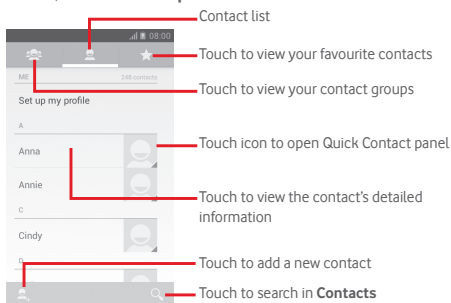 Contact list
08:00
Touch to view your favourite contacts
ME 248 contacts
Touch to view your contact groups
Set up my profile
A
Anna
Touch icon to open Quick Contact panel
Annie
Touch to view the contact's detailed
information
C
Cindy
D
Touch to add a new contact
Touch to search in Contacts